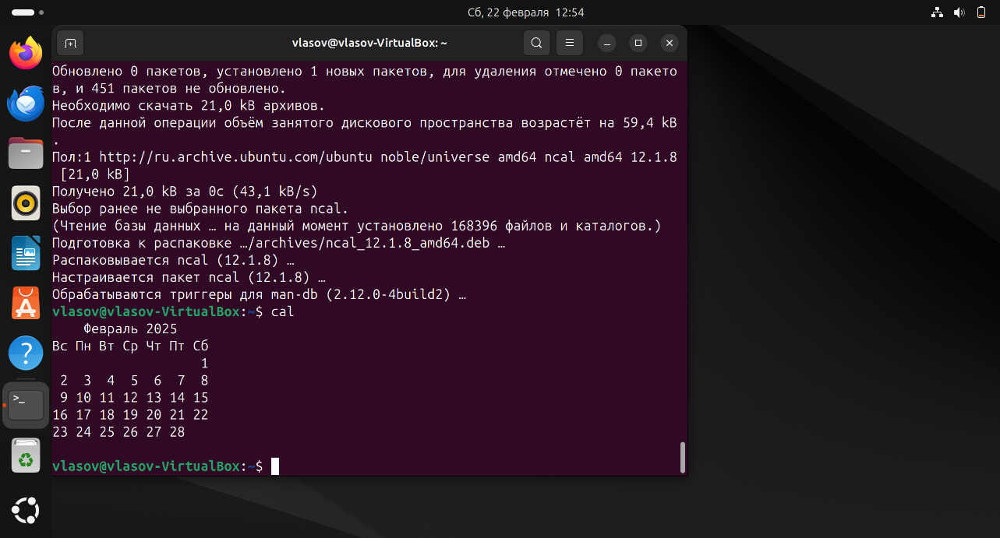 Сб, 22 февраля 12:54
vlasov@vlasov-VirtualBox: ~
Обновлено 0 пакетов, установлено 1 новых пакетов, для удаления отмечено 0 пакето
в, и 451 пакетов не обновлено.
Необходимо скачать 21,0 kB архивов.
После данной операции объём занятого дискового пространства возрастёт на 59,4 kB
.
Пол:1 http://ru.archive.ubuntu.com/ubuntu noble/universe amd64 ncal amd64 12.1.8
[21,0 kB]
Получено 21,0 kB за 0с (43,1 kB/s)
Выбор ранее не выбранного пакета ncal.
(Чтение базы данных … на данный момент установлено 168396 файлов и каталогов.)
Подготовка к распаковке …/archives/ncal_12.1.8_amd64.deb …
Распаковывается ncal (12.1.8) …
Настраивается пакет ncal (12.1.8) …
Обрабатываются триггеры для man-db (2.12.0-4build2) …
vlasov@vlasov-VirtualBox:~$ cal
Февраль 2025
Вс Пн Вт Ср Чт Пт Сб
1
2 3 4 5 6 7 8
9 10 11 12 13 14 15
16 17 18 19 20 21 22
23 24 25 26 27 28
vlasov@vlasov-VirtualBox:~$